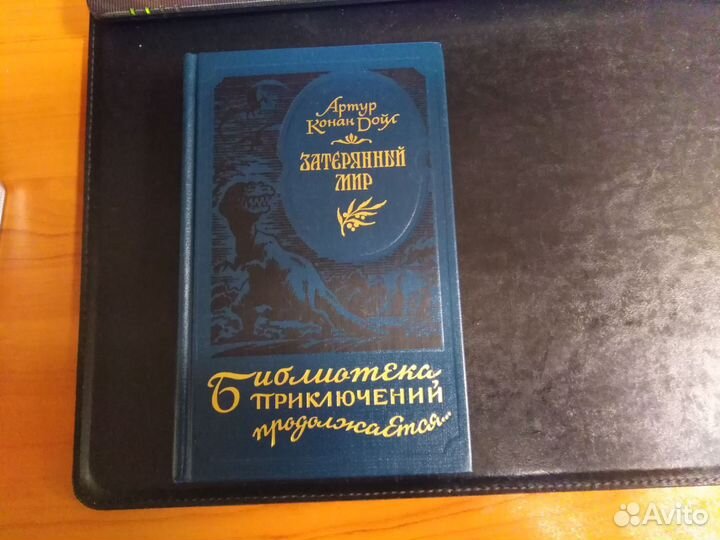 Артур
Конан Дойл
ЗАТЕРЯННЫЙ
МИР
Библиотека
ПРИКЛЮЧЕНИЙ
продолжается...
Avito